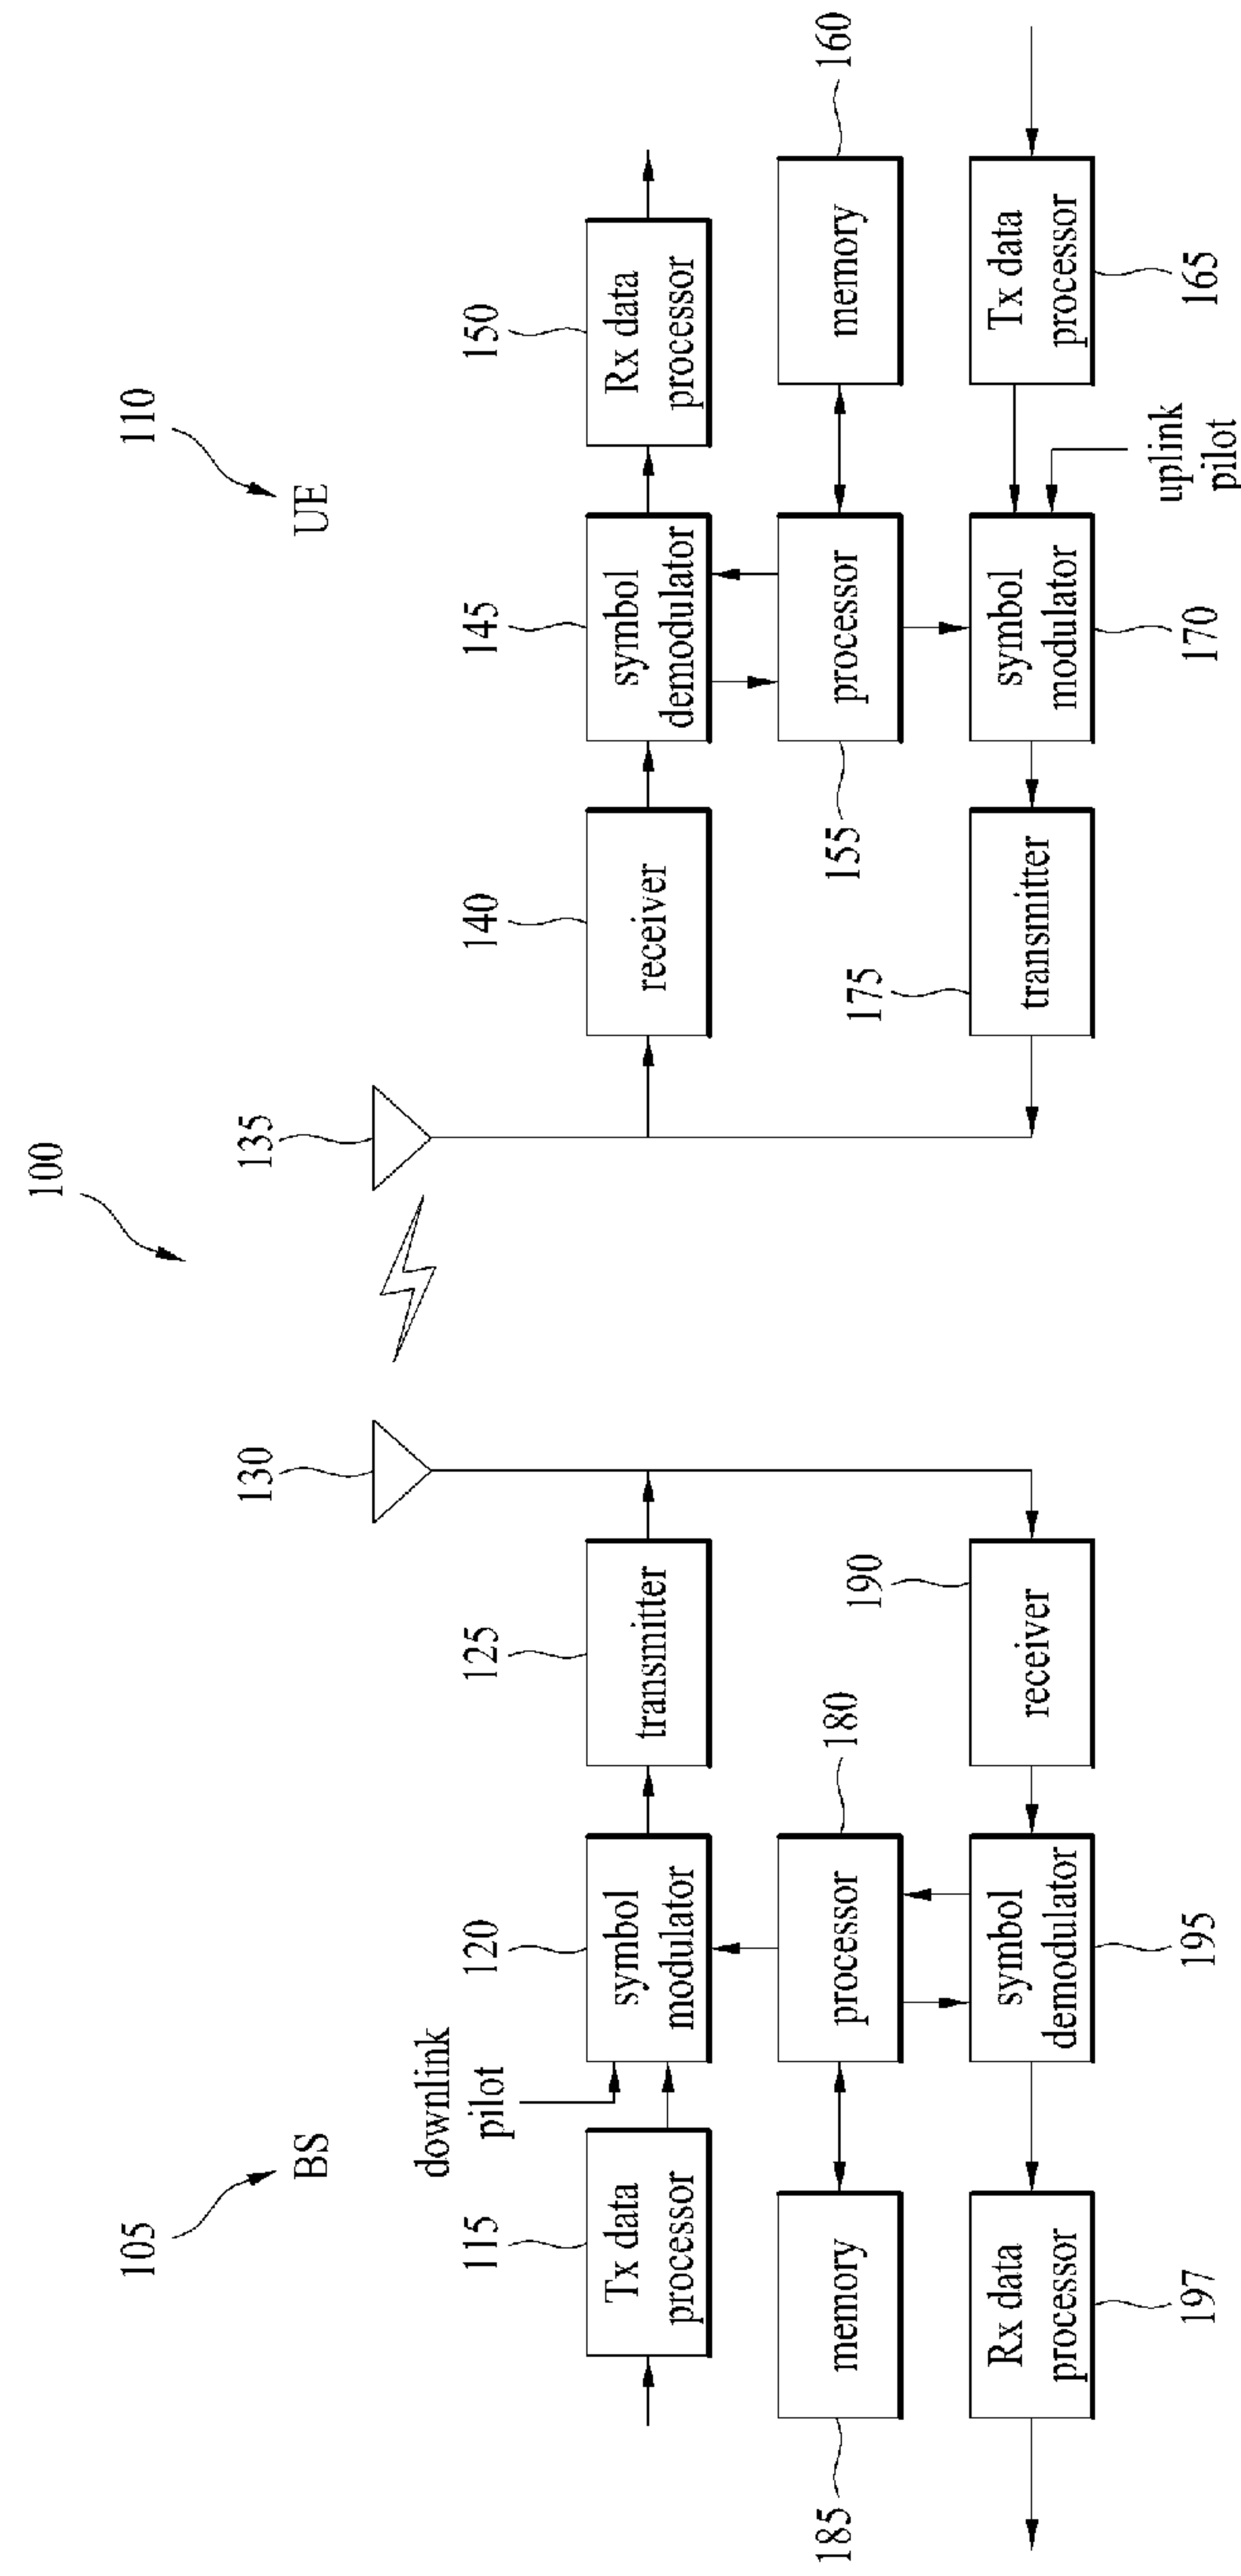 100
105
BS
110
UE
130
135
downlink
pilot
115
120
125
140
145
150
Tx data
processor
symbol
modulator
transmitter
receiver
symbol
demodulator
Rx data
processor
180
160
memory
processor
processor
memory
185
190
175
155
Rx data
processor
symbol
demodulator
receiver
transmitter
symbol
modulator
Tx data
processor
197
195
170
uplink
pilot
165